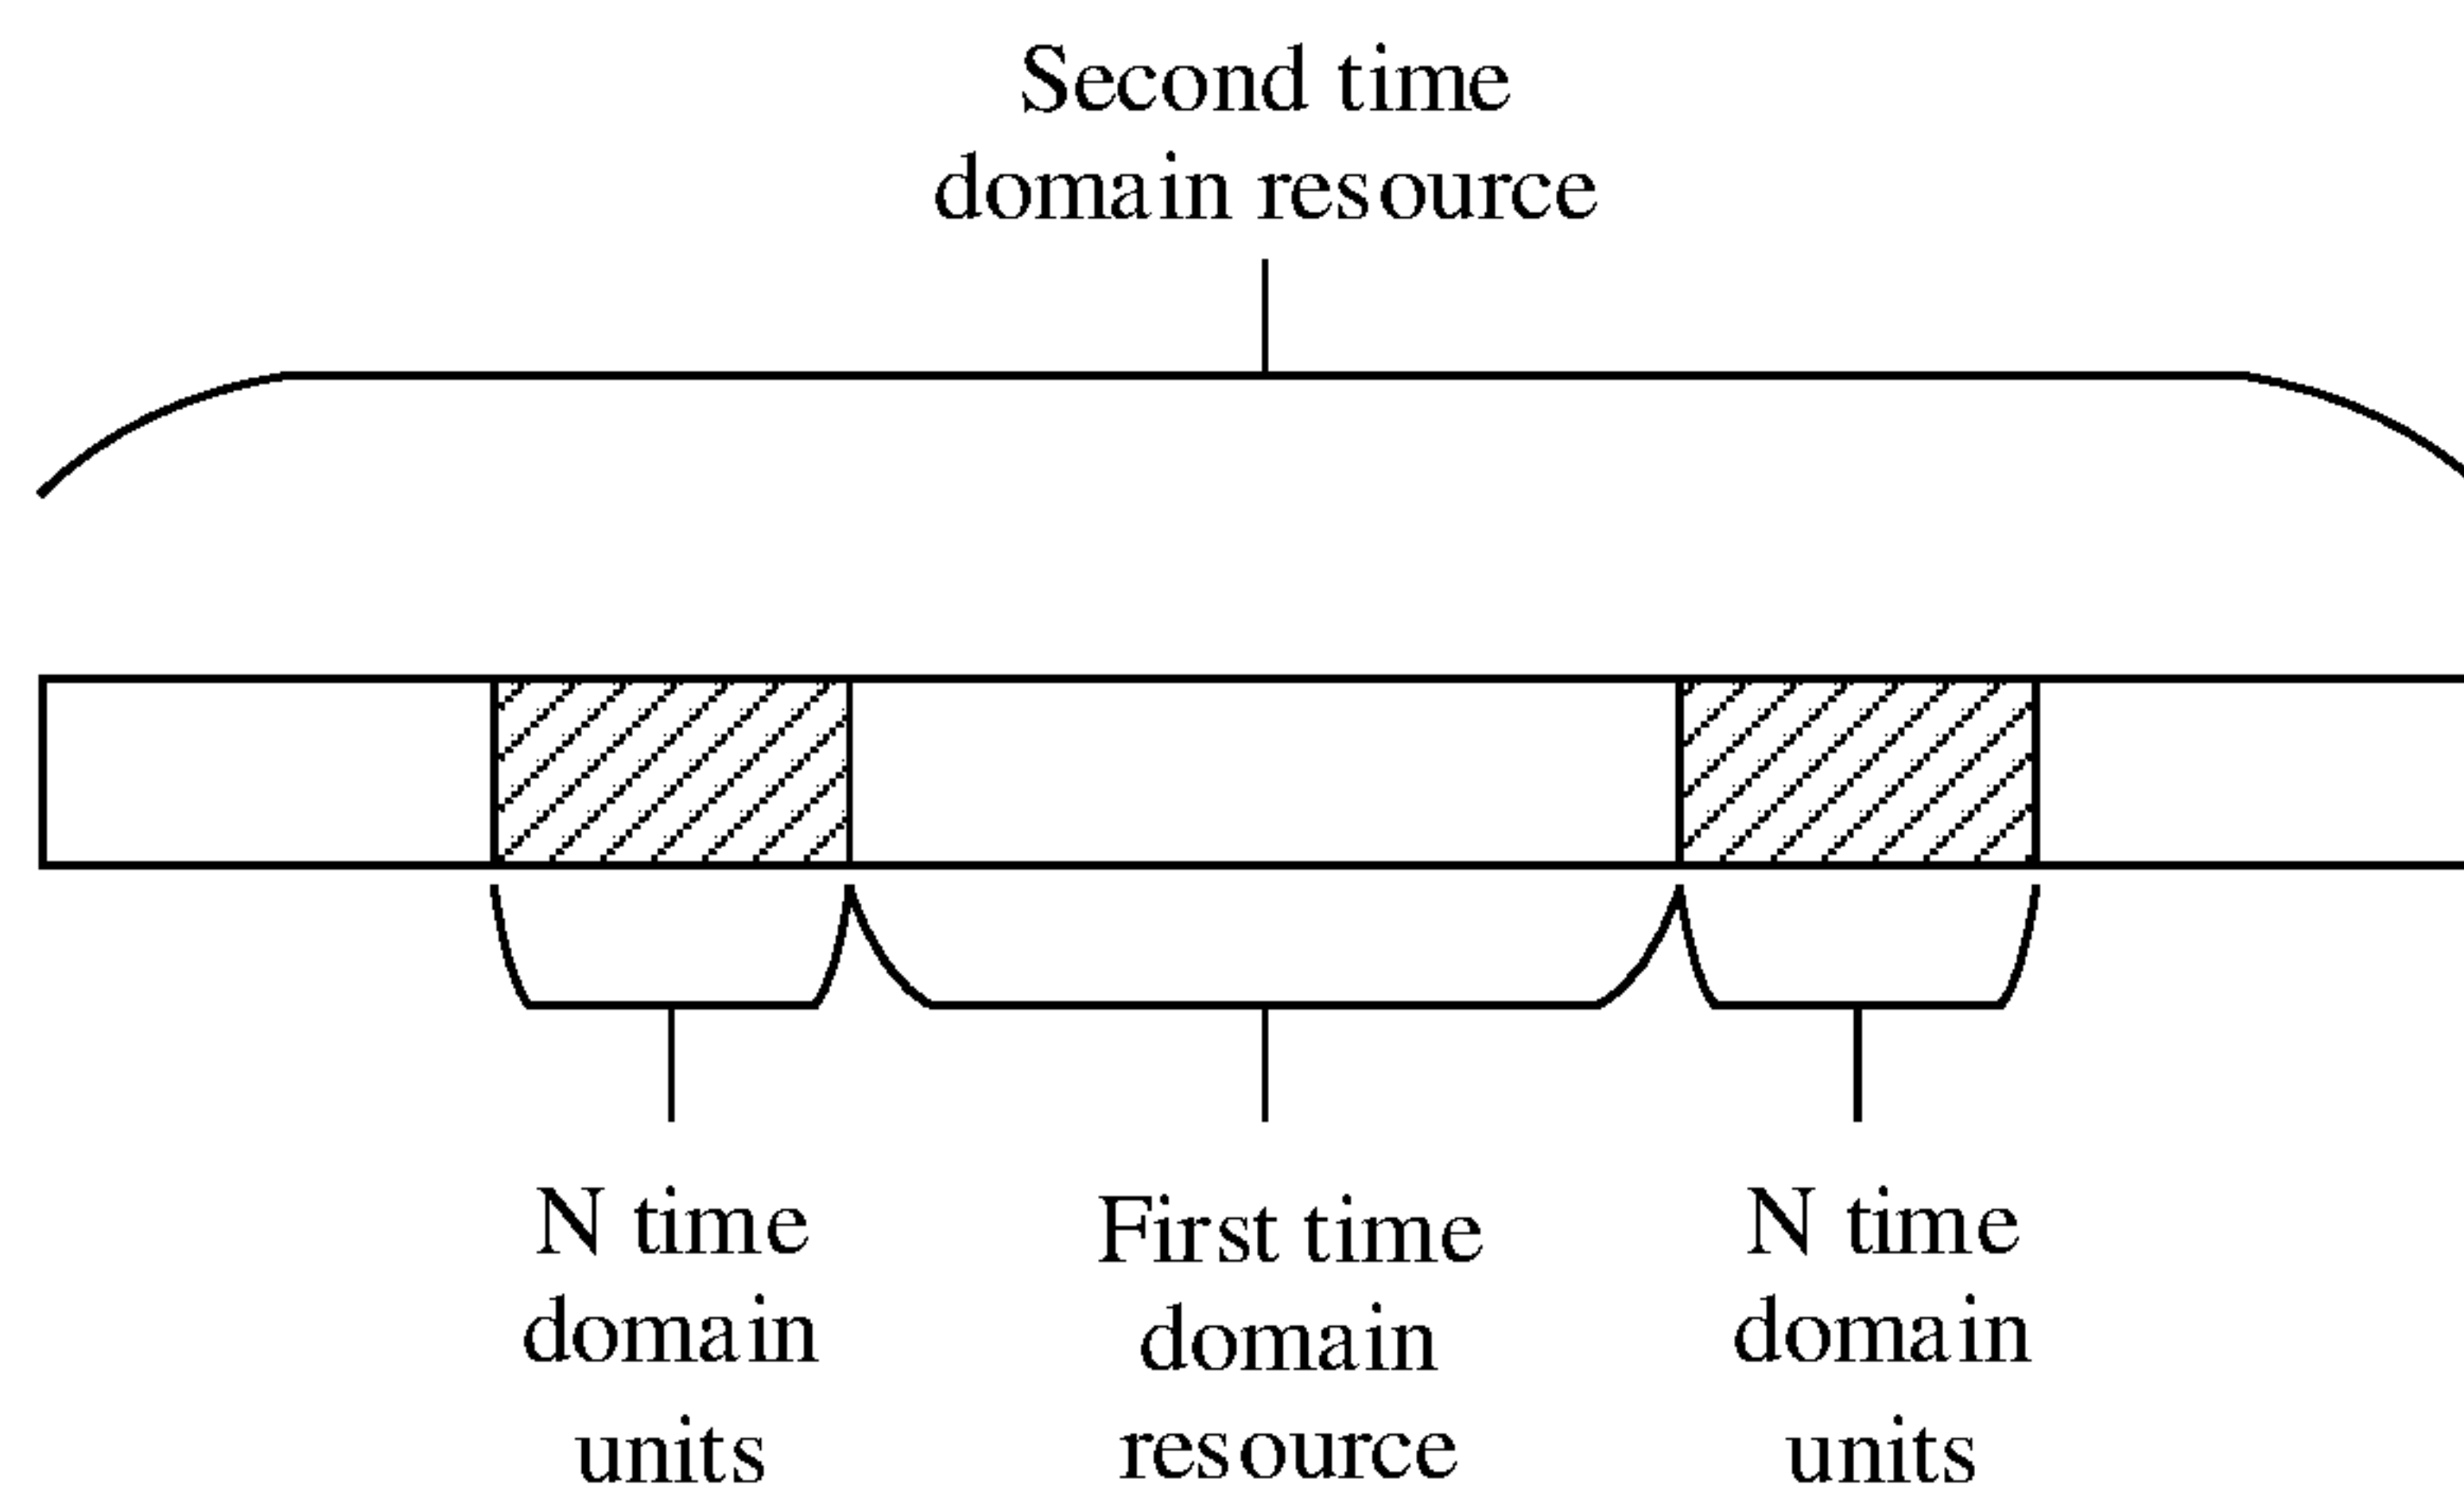 Second time
domain resource
N time
domain
units
First time
domain
resource
N time
domain
units